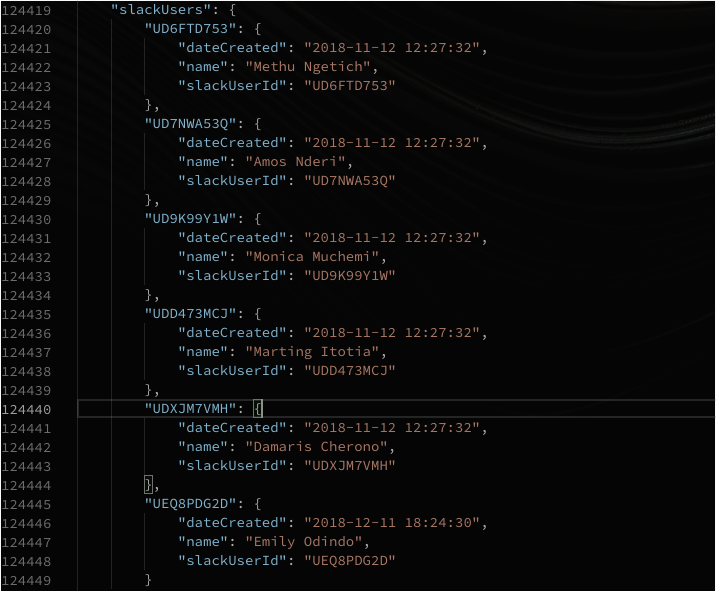 124419 "slackUsers": {
124420 "UD6FTD753": {
124421 "dateCreated": "2018-11-12 12:27:32",
124422 "name": "Methu Ngetich",
124423 "slackUserId": "UD6FTD753"
124424 },
124425 "UD7NWA53Q": {
124426 "dateCreated": "2018-11-12 12:27:32",
124427 "name": "Amos Nderi",
124428 "slackUserId": "UD7NWA53Q"
124429 },
124430 "UD9K99Y1W": {
124431 "dateCreated": "2018-11-12 12:27:32",
124432 "name": "Monica Muchemi",
124433 "slackUserId": "UD9K99Y1W"
124434 },
124435 "UDD473MCJ": {
124436 "dateCreated": "2018-11-12 12:27:32",
124437 "name": "Marting Itotia",
124438 "slackUserId": "UDD473MCJ"
124439 },
124440 "UDXJM7VMH": {
124441 "dateCreated": "2018-11-12 12:27:32",
124442 "name": "Damaris Cherono",
124443 "slackUserId": "UDXJM7VMH"
124444 },
124445 "UEQ8PDG2D": {
124446 "dateCreated": "2018-12-11 18:24:30",
124447 "name": "Emily Odindo",
124448 "slackUserId": "UEQ8PDG2D"
124449 }